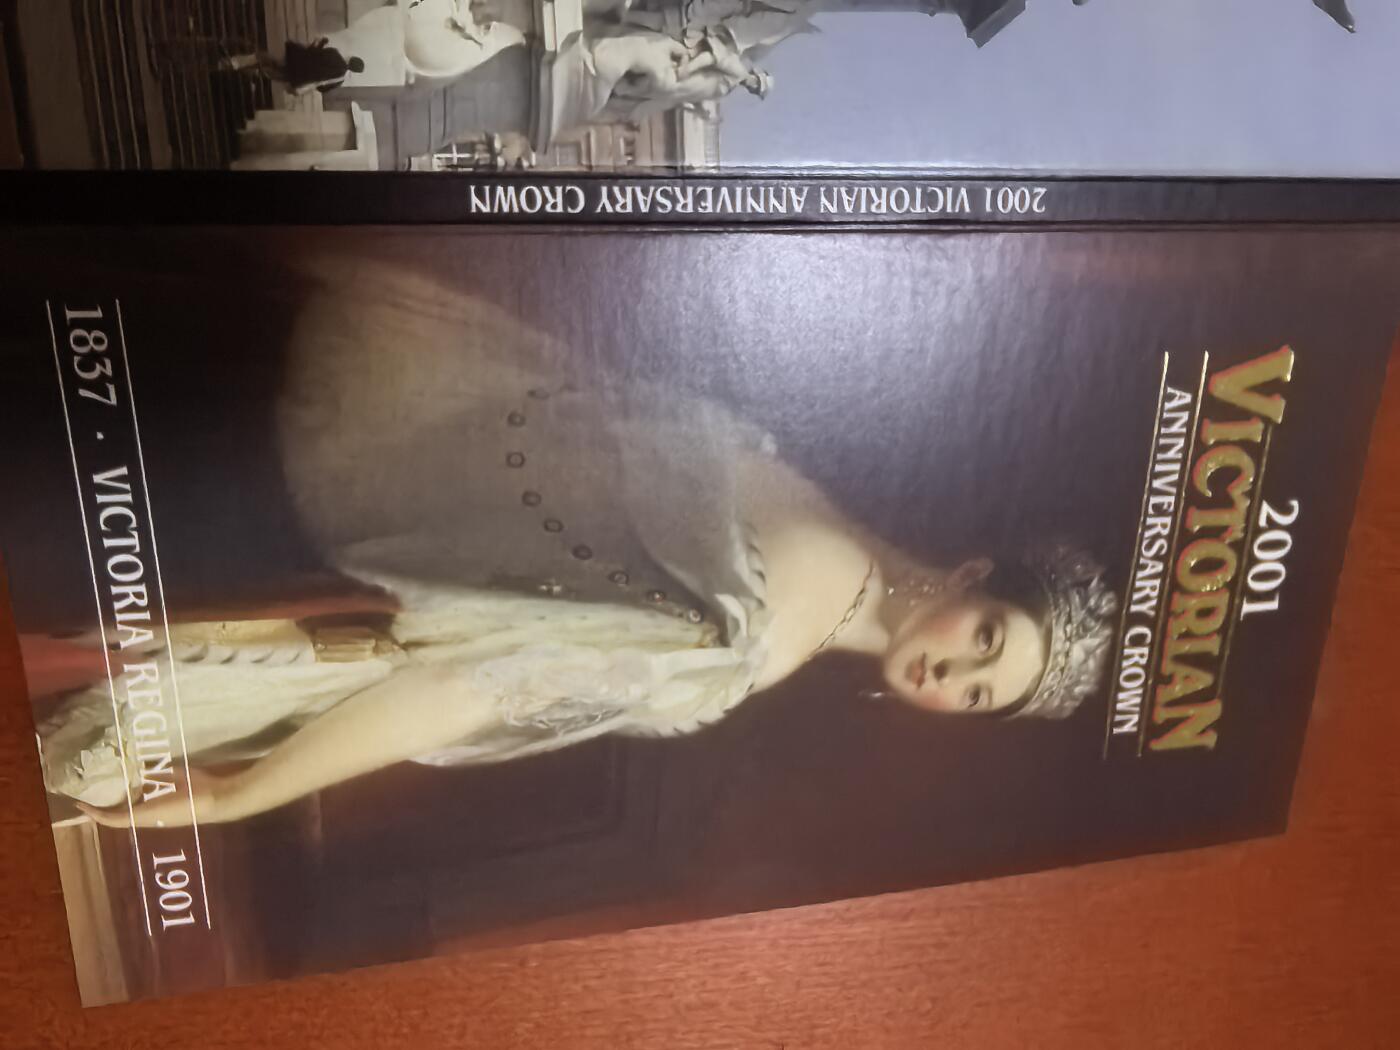 2001 VICTORIAN ANNIVERSARY CROWN
2001
VICTORIAN
ANNIVERSARY CROWN
1837 · VICTORIA REGINA · 1901